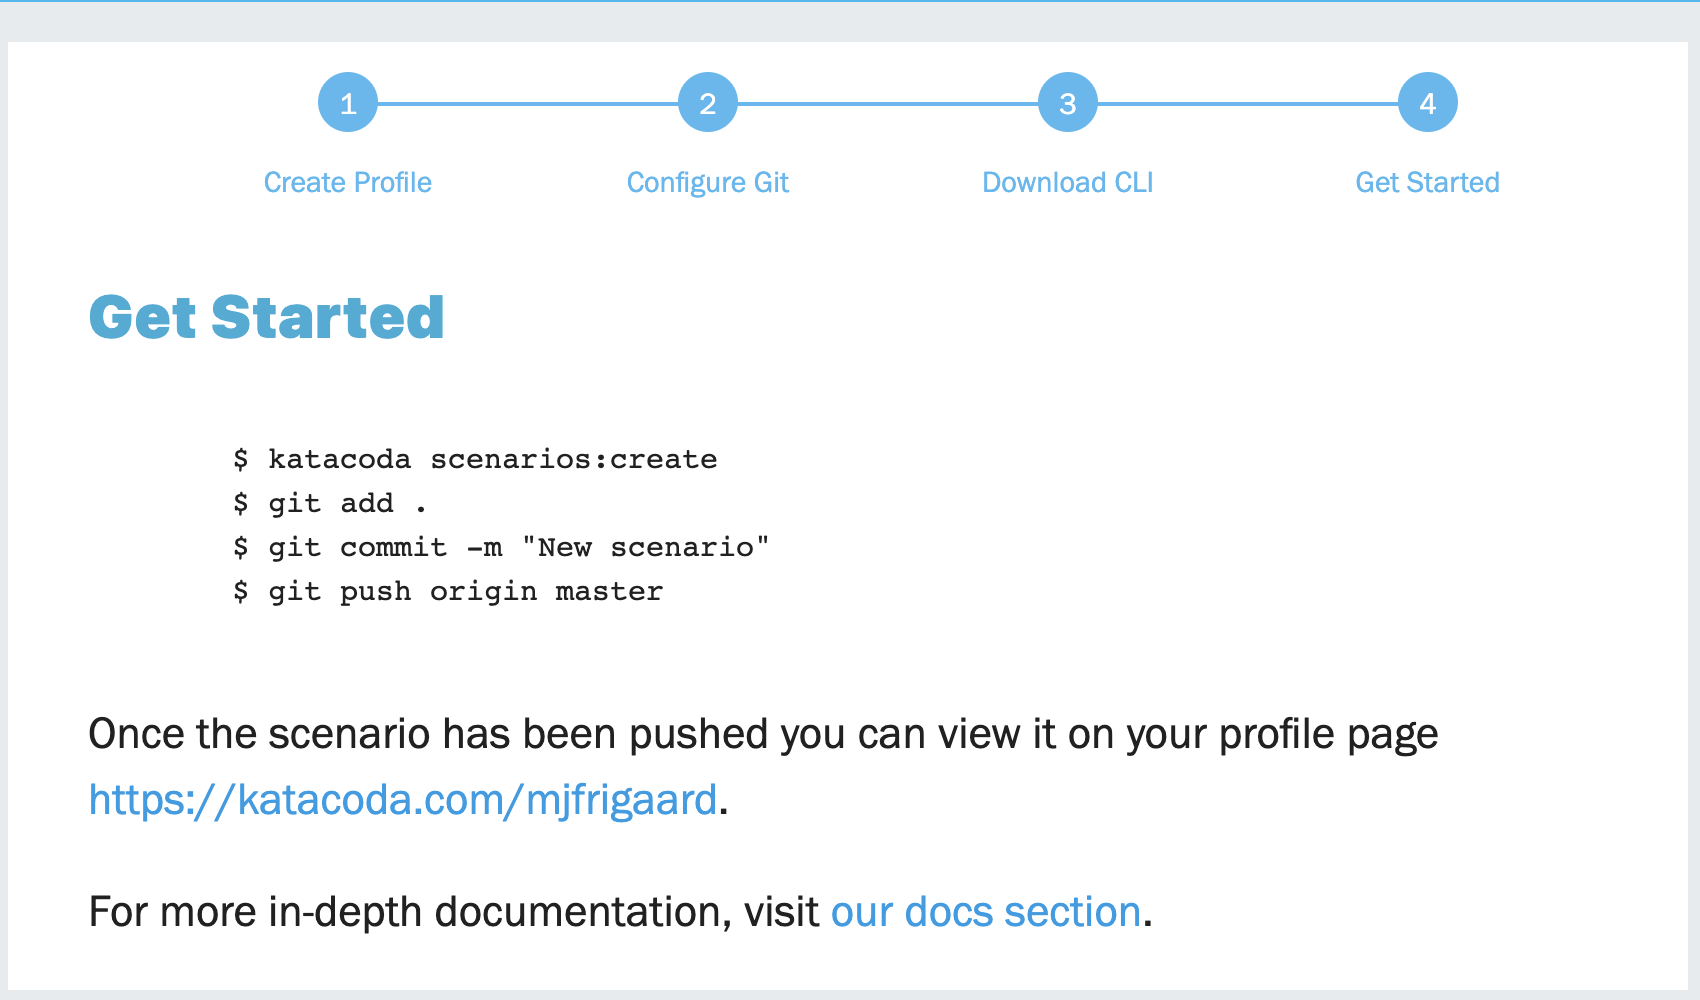 1 2 3 4
Create Profile Configure Git Download CLI Get Started
Get Started
$ katacoda scenarios:create
$ git add .
$ git commit -m "New scenario"
$ git push origin master
Once the scenario has been pushed you can view it on your profile page
https://katacoda.com/mjfrigaard.
For more in-depth documentation, visit our docs section.